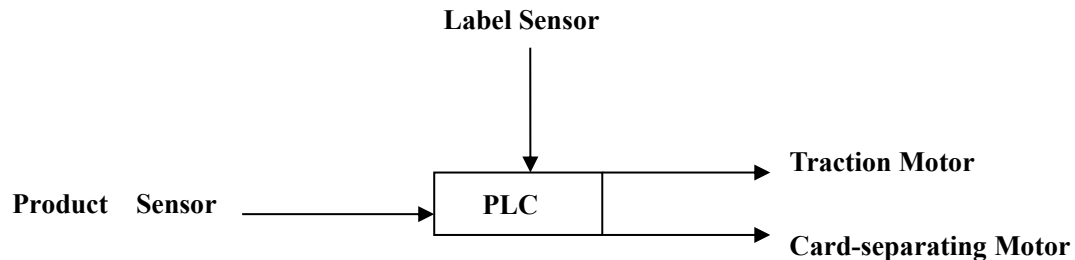 Label Sensor
Traction Motor
Product Sensor
PLC
Card-separating Motor